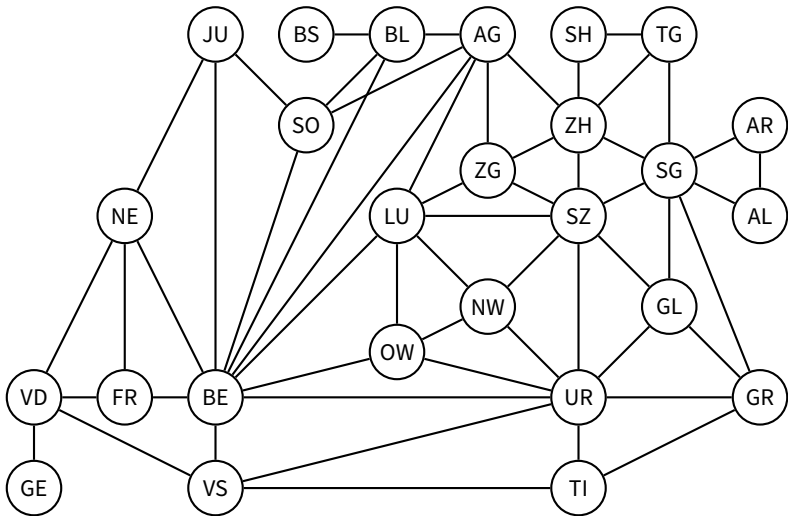 JU BS BL AG SH TG
SO ZH AR
ZG SG
NE LU SZ AL
NW GL
OW
VD FR BE UR GR
GE VS TI